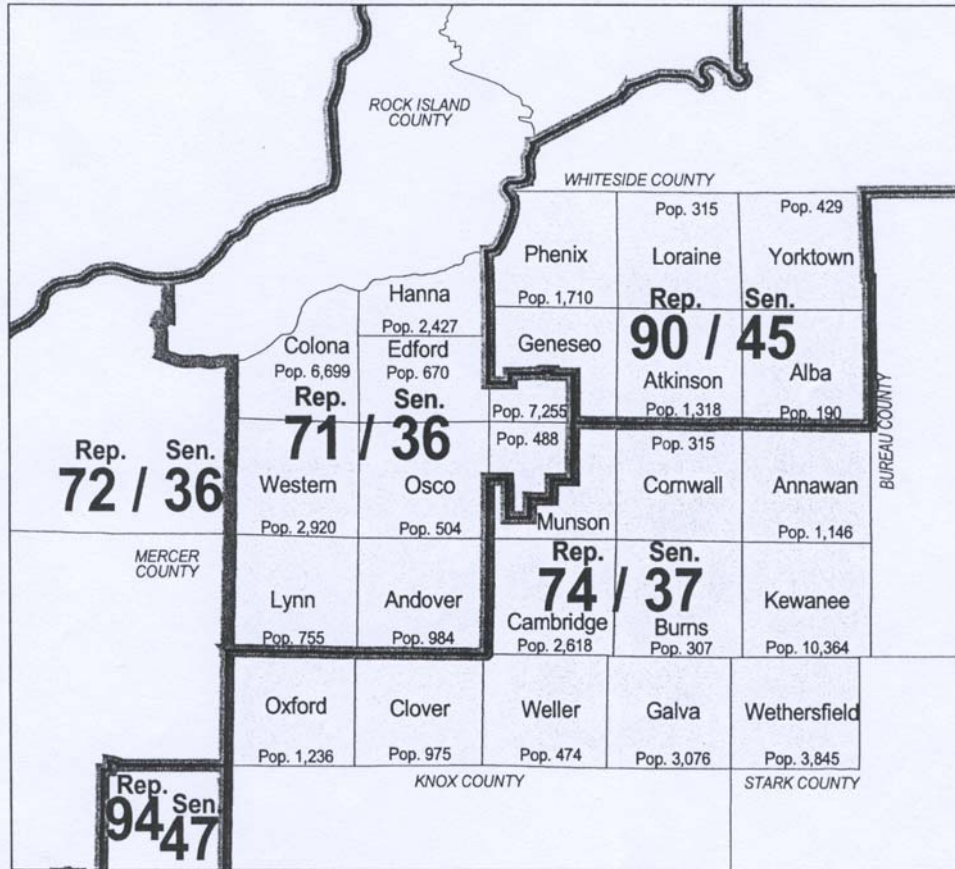 ROCK ISLAND
COUNTY
WHITESIDE COUNTY
Pop. 315
Pop. 429
Phenix
Loraine
Yorktown
Pop. 1,710
Hanna
Pop. 2,427
Rep. Sen.
90 / 45
Colona
Pop. 6,699
Edford
Pop. 670
Geneseo
Atkinson
Pop. 1,318
Alba
Pop. 190
BUREAU COUNTY
Rep. Sen.
71 / 36
Pop. 7,255
Pop. 488
Pop. 315
Rep. Sen.
72 / 36
Western
Pop. 2,920
Osco
Pop. 504
Cornwall
Annawan
Pop. 1,146
Munson
MERCER
COUNTY
Rep. Sen.
74 / 37
Lynn
Pop. 755
Andover
Pop. 984
Cambridge
Pop. 2,618
Burns
Pop. 307
Kewanee
Pop. 10,364
Oxford
Pop. 1,236
Clover
Pop. 975
Weller
Pop. 474
Galva
Pop. 3,076
Wethersfield
Pop. 3,845
KNOX COUNTY
STARK COUNTY
Rep. Sen.
94 47